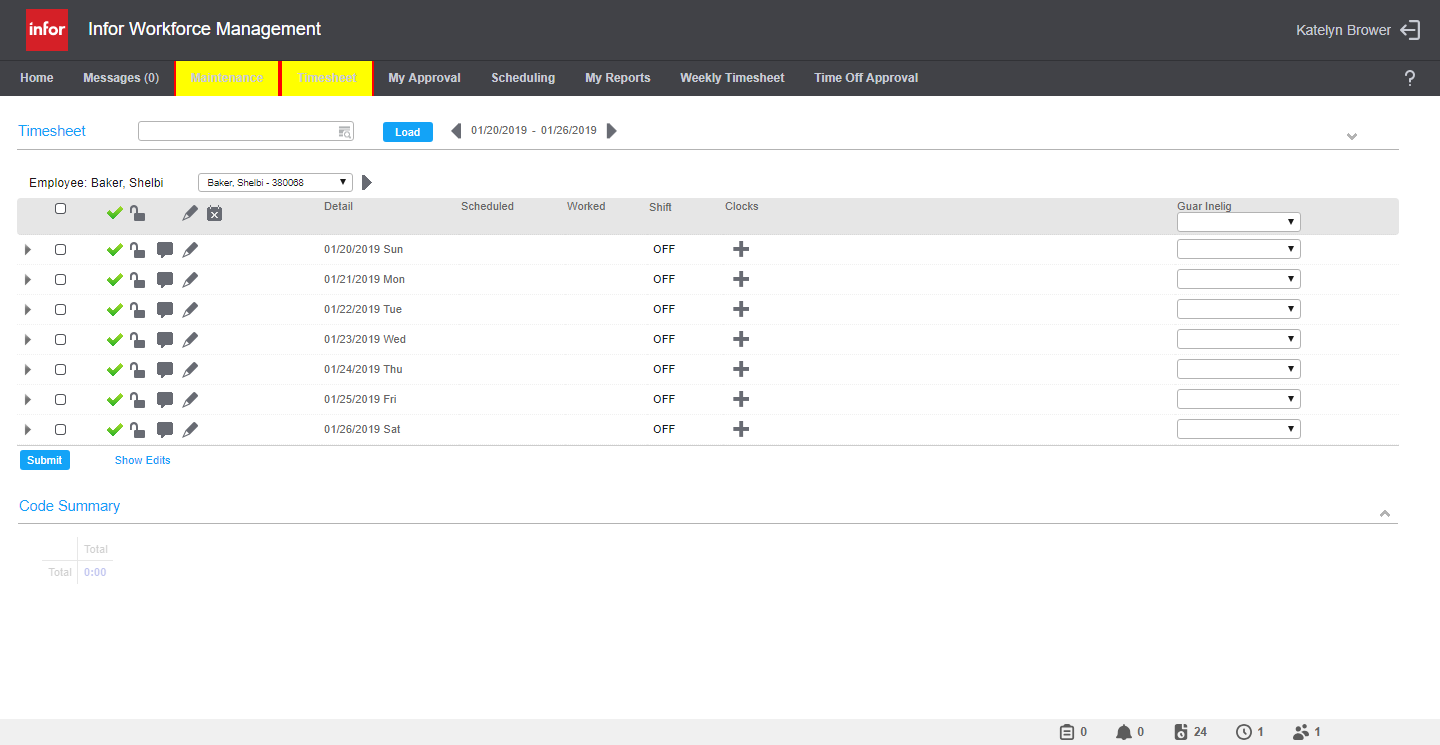 infor Infor Workforce Management Katelyn Brower
Home Messages (0) Maintenance Timesheet My Approval Scheduling My Reports Weekly Timesheet Time Off Approval ?
Timesheet Load 01/20/2019 - 01/26/2019
Employee: Baker, Shelbi Baker, Shelbi - 380068
Detail Scheduled Worked Shift Clocks Guar Inelig
01/20/2019 Sun OFF
01/21/2019 Mon OFF
01/22/2019 Tue OFF
01/23/2019 Wed OFF
01/24/2019 Thu OFF
01/25/2019 Fri OFF
01/26/2019 Sat OFF
Submit Show Edits
Code Summary
Total
Total 0:00
0 0 24 1 1